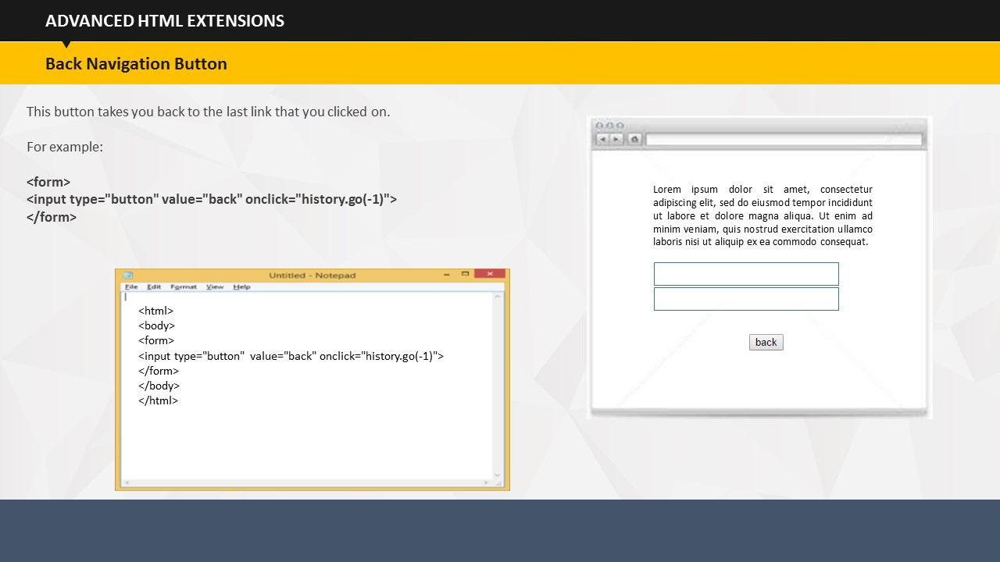 ADVANCED HTML EXTENSIONS
Back Navigation Button
This button takes you back to the last link that you clicked on.
For example:
<form>
<input type="button" value="back" onclick="history.go(-1)">
</form>
Untitled - Notepad
File Edit Format View Help
<html>
<body>
<form>
<input type="button"  value="back" onclick="history.go(-1)">
</form>
</body>
</html>
Lorem ipsum dolor sit amet, consectetur
adipiscing elit, sed do eiusmod tempor incididunt
ut labore et dolore magna aliqua. Ut enim ad
minim veniam, quis nostrud exercitation ullamco
laboris nisi ut aliquip ex ea commodo consequat.
back